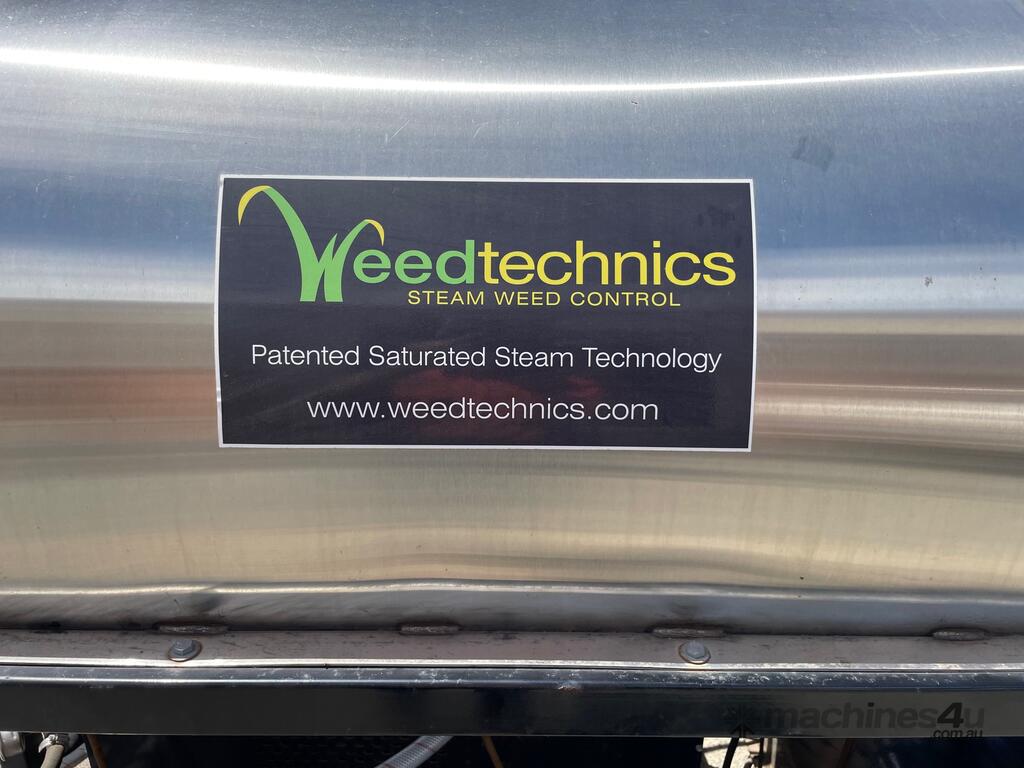 Weedtechnics
STEAM WEED CONTROL
Patented Saturated Steam Technology
www.weedtechnics.com
machines4u
.com.au